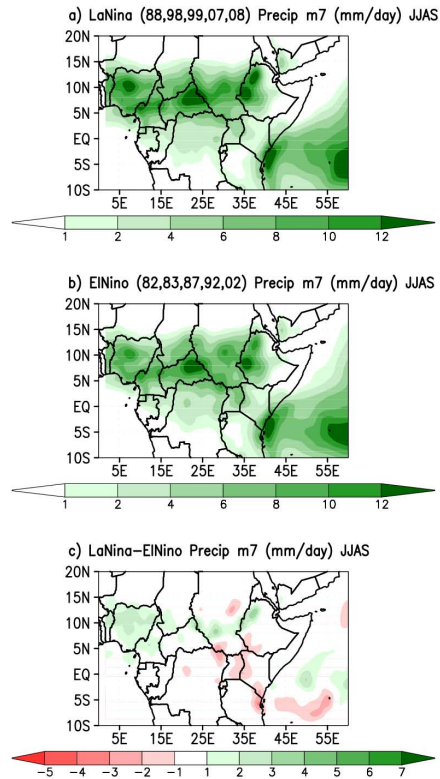 a) LaNina (88,98,99,07,08) Precip m7 (mm/day) JJAS
20N
15N
10N
5N
EQ
5S
10S
5E 15E 25E 35E 45E 55E
1 2 4 6 8 10 12
b) ElNino (82,83,87,92,02) Precip m7 (mm/day) JJAS
20N
15N
10N
5N
EQ
5S
10S
5E 15E 25E 35E 45E 55E
1 2 4 6 8 10 12
c) LaNina−ElNino Precip m7 (mm/day) JJAS
20N
15N
10N
5N
EQ
5S
10S
5E 15E 25E 35E 45E 55E
−5 −4 −3 −2 −1 1 2 3 4 5 6 7